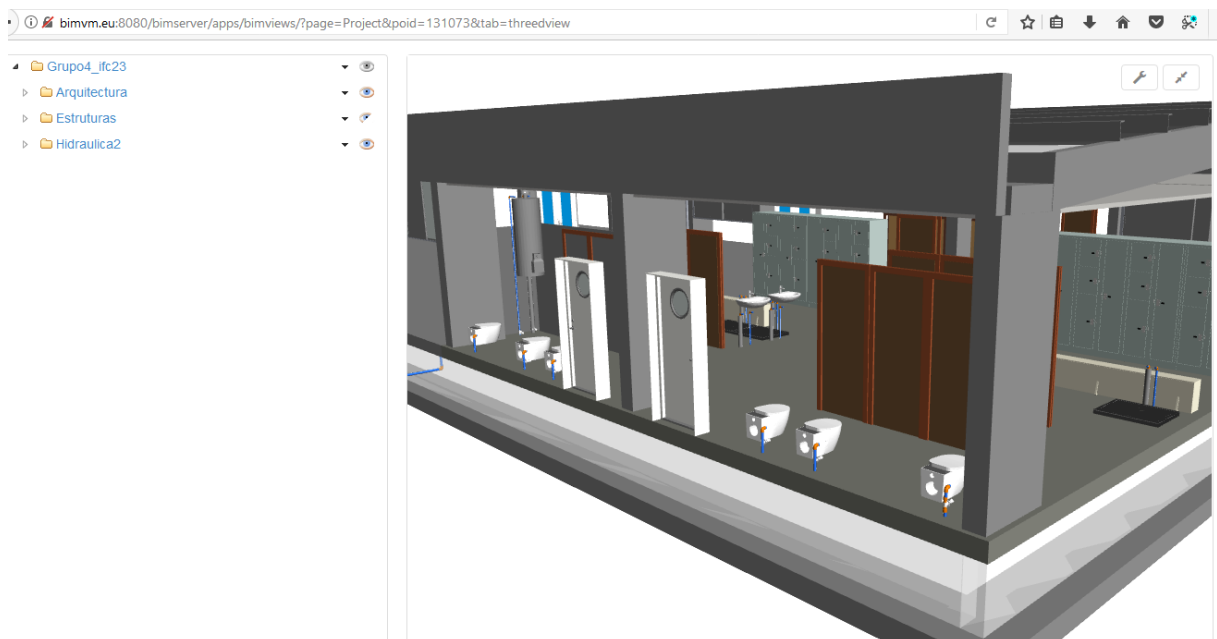 bimvm.eu:8080/bimserver/apps/bimviews/?page=Project&poid=131073&tab=threedview
Grupo4_ifc23
Arquitectura
Estruturas
Hidraulica2